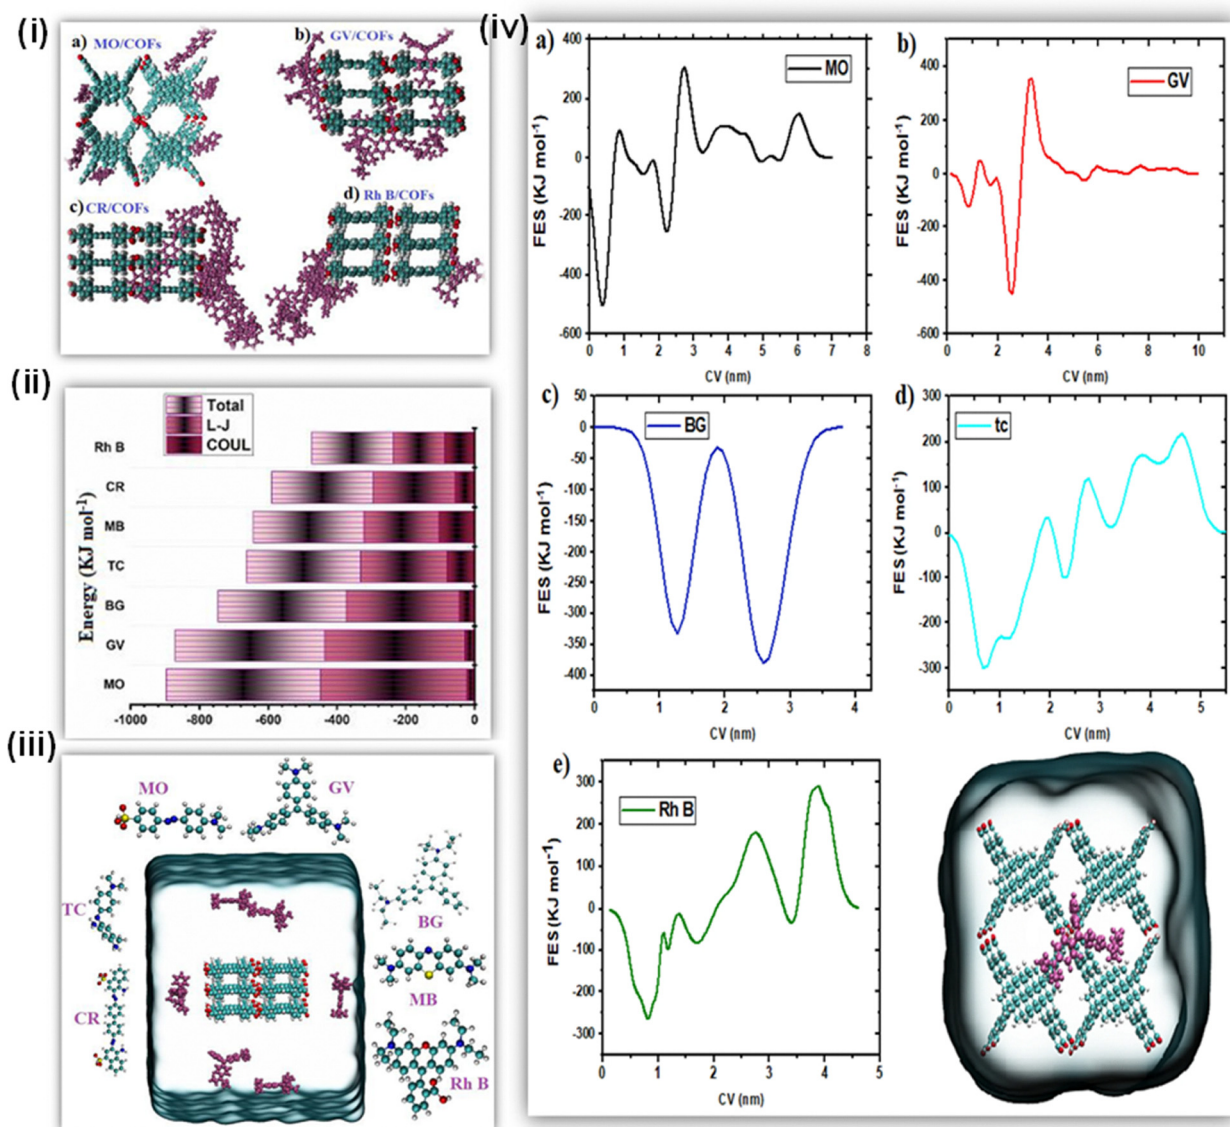 (i)
a) MO/COFs
b) GV/COFs
c) CR/COFs
d) Rh B/COFs
(ii)
Total
L-J
COUL
Energy (KJ mol-1)
Rh B
CR
MB
TC
BG
GV
MO
-1000 -800 -600 -400 -200 0
(iii)
MO
GV
TC
BG
CR
MB
Rh B
(iv)
a)
MO
FES (KJ mol-1)
400
200
0
-200
-400
-600
0 1 2 3 4 5 6 7 8
CV (nm)
b)
GV
FES (KJ mol-1)
400
200
0
-200
-400
-600
0 2 4 6 8 10
CV (nm)
c)
BG
FES (KJ mol-1)
50
0
-50
-100
-150
-200
-250
-300
-350
-400
0 1 2 3 4
CV (nm)
d)
tc
FES (KJ mol-1)
300
200
100
0
-100
-200
-300
0 1 2 3 4 5
CV (nm)
e)
Rh B
FES (KJ mol-1)
300
200
100
0
-100
-200
-300
0 1 2 3 4 5
CV (nm)